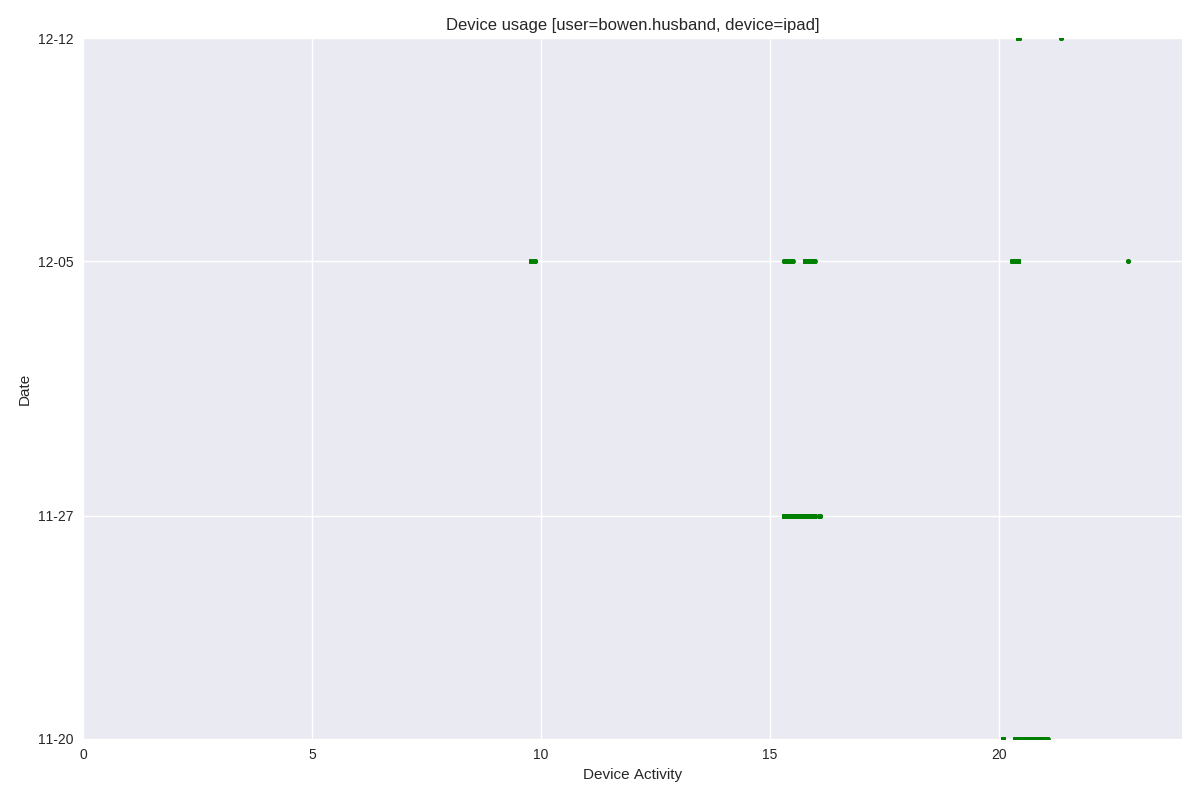 Device usage [user=bowen.husband, device=ipad]
12-12
12-05
11-27
11-20
Date
0 5 10 15 20
Device Activity